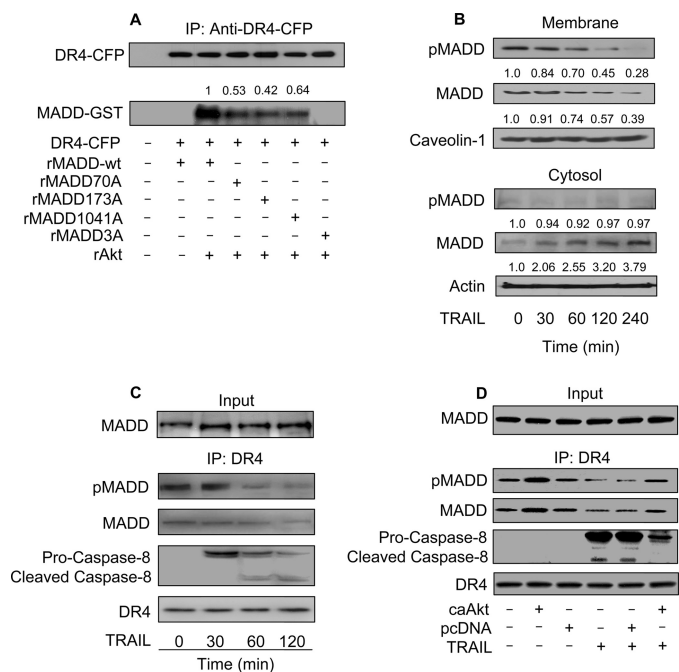 A
IP: Anti-DR4-CFP
DR4-CFP
1 0.53 0.42 0.64
MADD-GST
DR4-CFP – + + + + + +
rMADD-wt – + + – – – –
rMADD70A – – – + – – –
rMADD173A – – – – + – –
rMADD1041A – – – – – + –
rMADD3A – – – – – – +
rAkt – – + + + + +
B
Membrane
pMADD
1.0 0.84 0.70 0.45 0.28
MADD
1.0 0.91 0.74 0.57 0.39
Caveolin-1
Cytosol
pMADD
1.0 0.94 0.92 0.97 0.97
MADD
1.0 2.06 2.55 3.20 3.79
Actin
TRAIL 0 30 60 120 240
Time (min)
C
Input
MADD
IP: DR4
pMADD
MADD
Pro-Caspase-8
Cleaved Caspase-8
DR4
TRAIL 0 30 60 120
Time (min)
D
Input
MADD
IP: DR4
pMADD
MADD
Pro-Caspase-8
Cleaved Caspase-8
DR4
caAkt – + – – – +
pcDNA – – + – + –
TRAIL – – – + + +